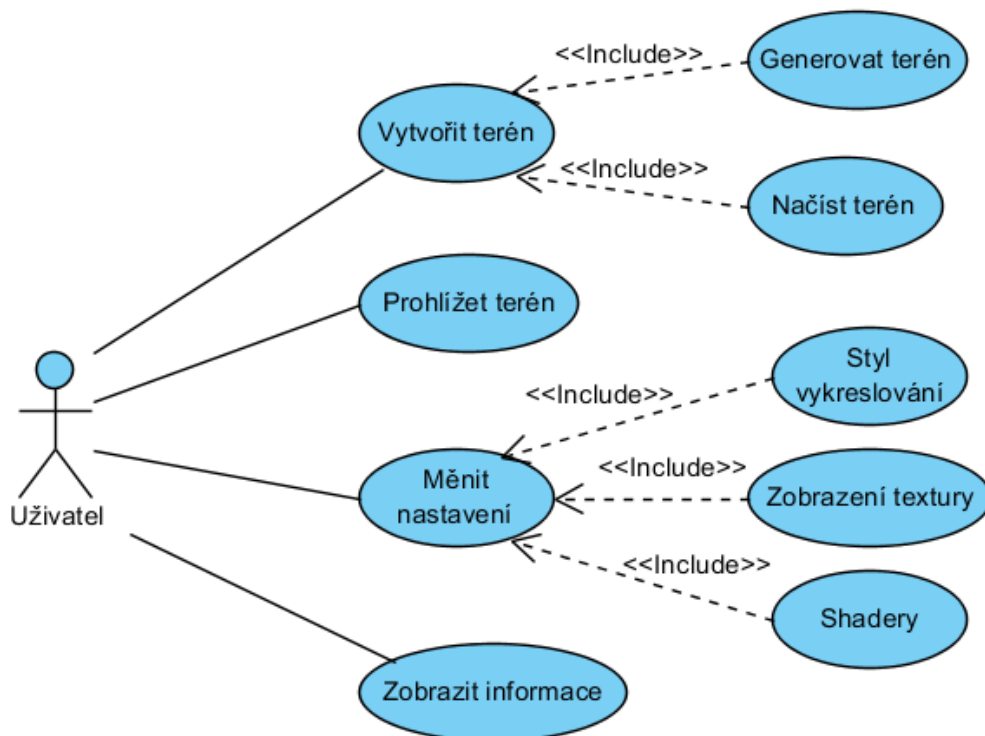 <<Include>>
Generovat terén
Vytvořit terén
<<Include>>
Načíst terén
Prohlížet terén
Styl
vykreslování
<<Include>>
Měnit
nastavení
<<Include>>
Zobrazení textury
Uživatel
<<Include>>
Shadery
Zobrazit informace